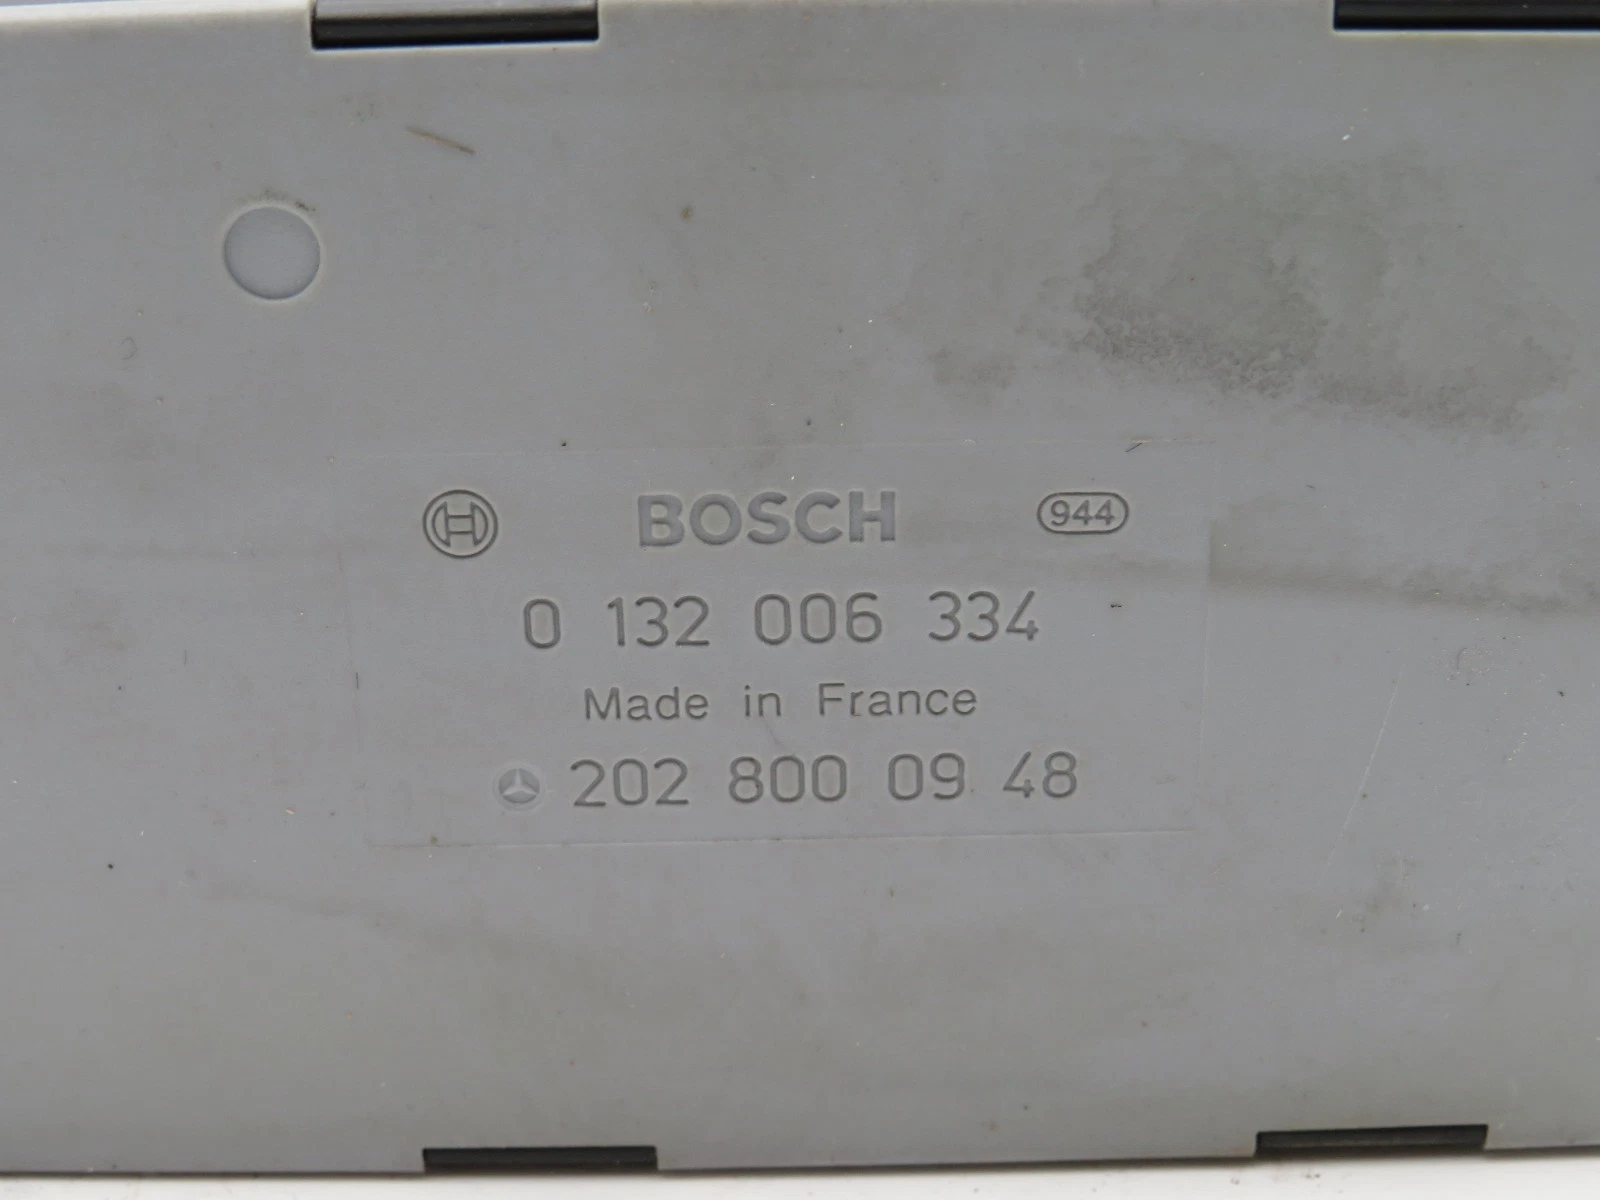 BOSCH 944
0 132 006 334
Made in France
202 800 09 48